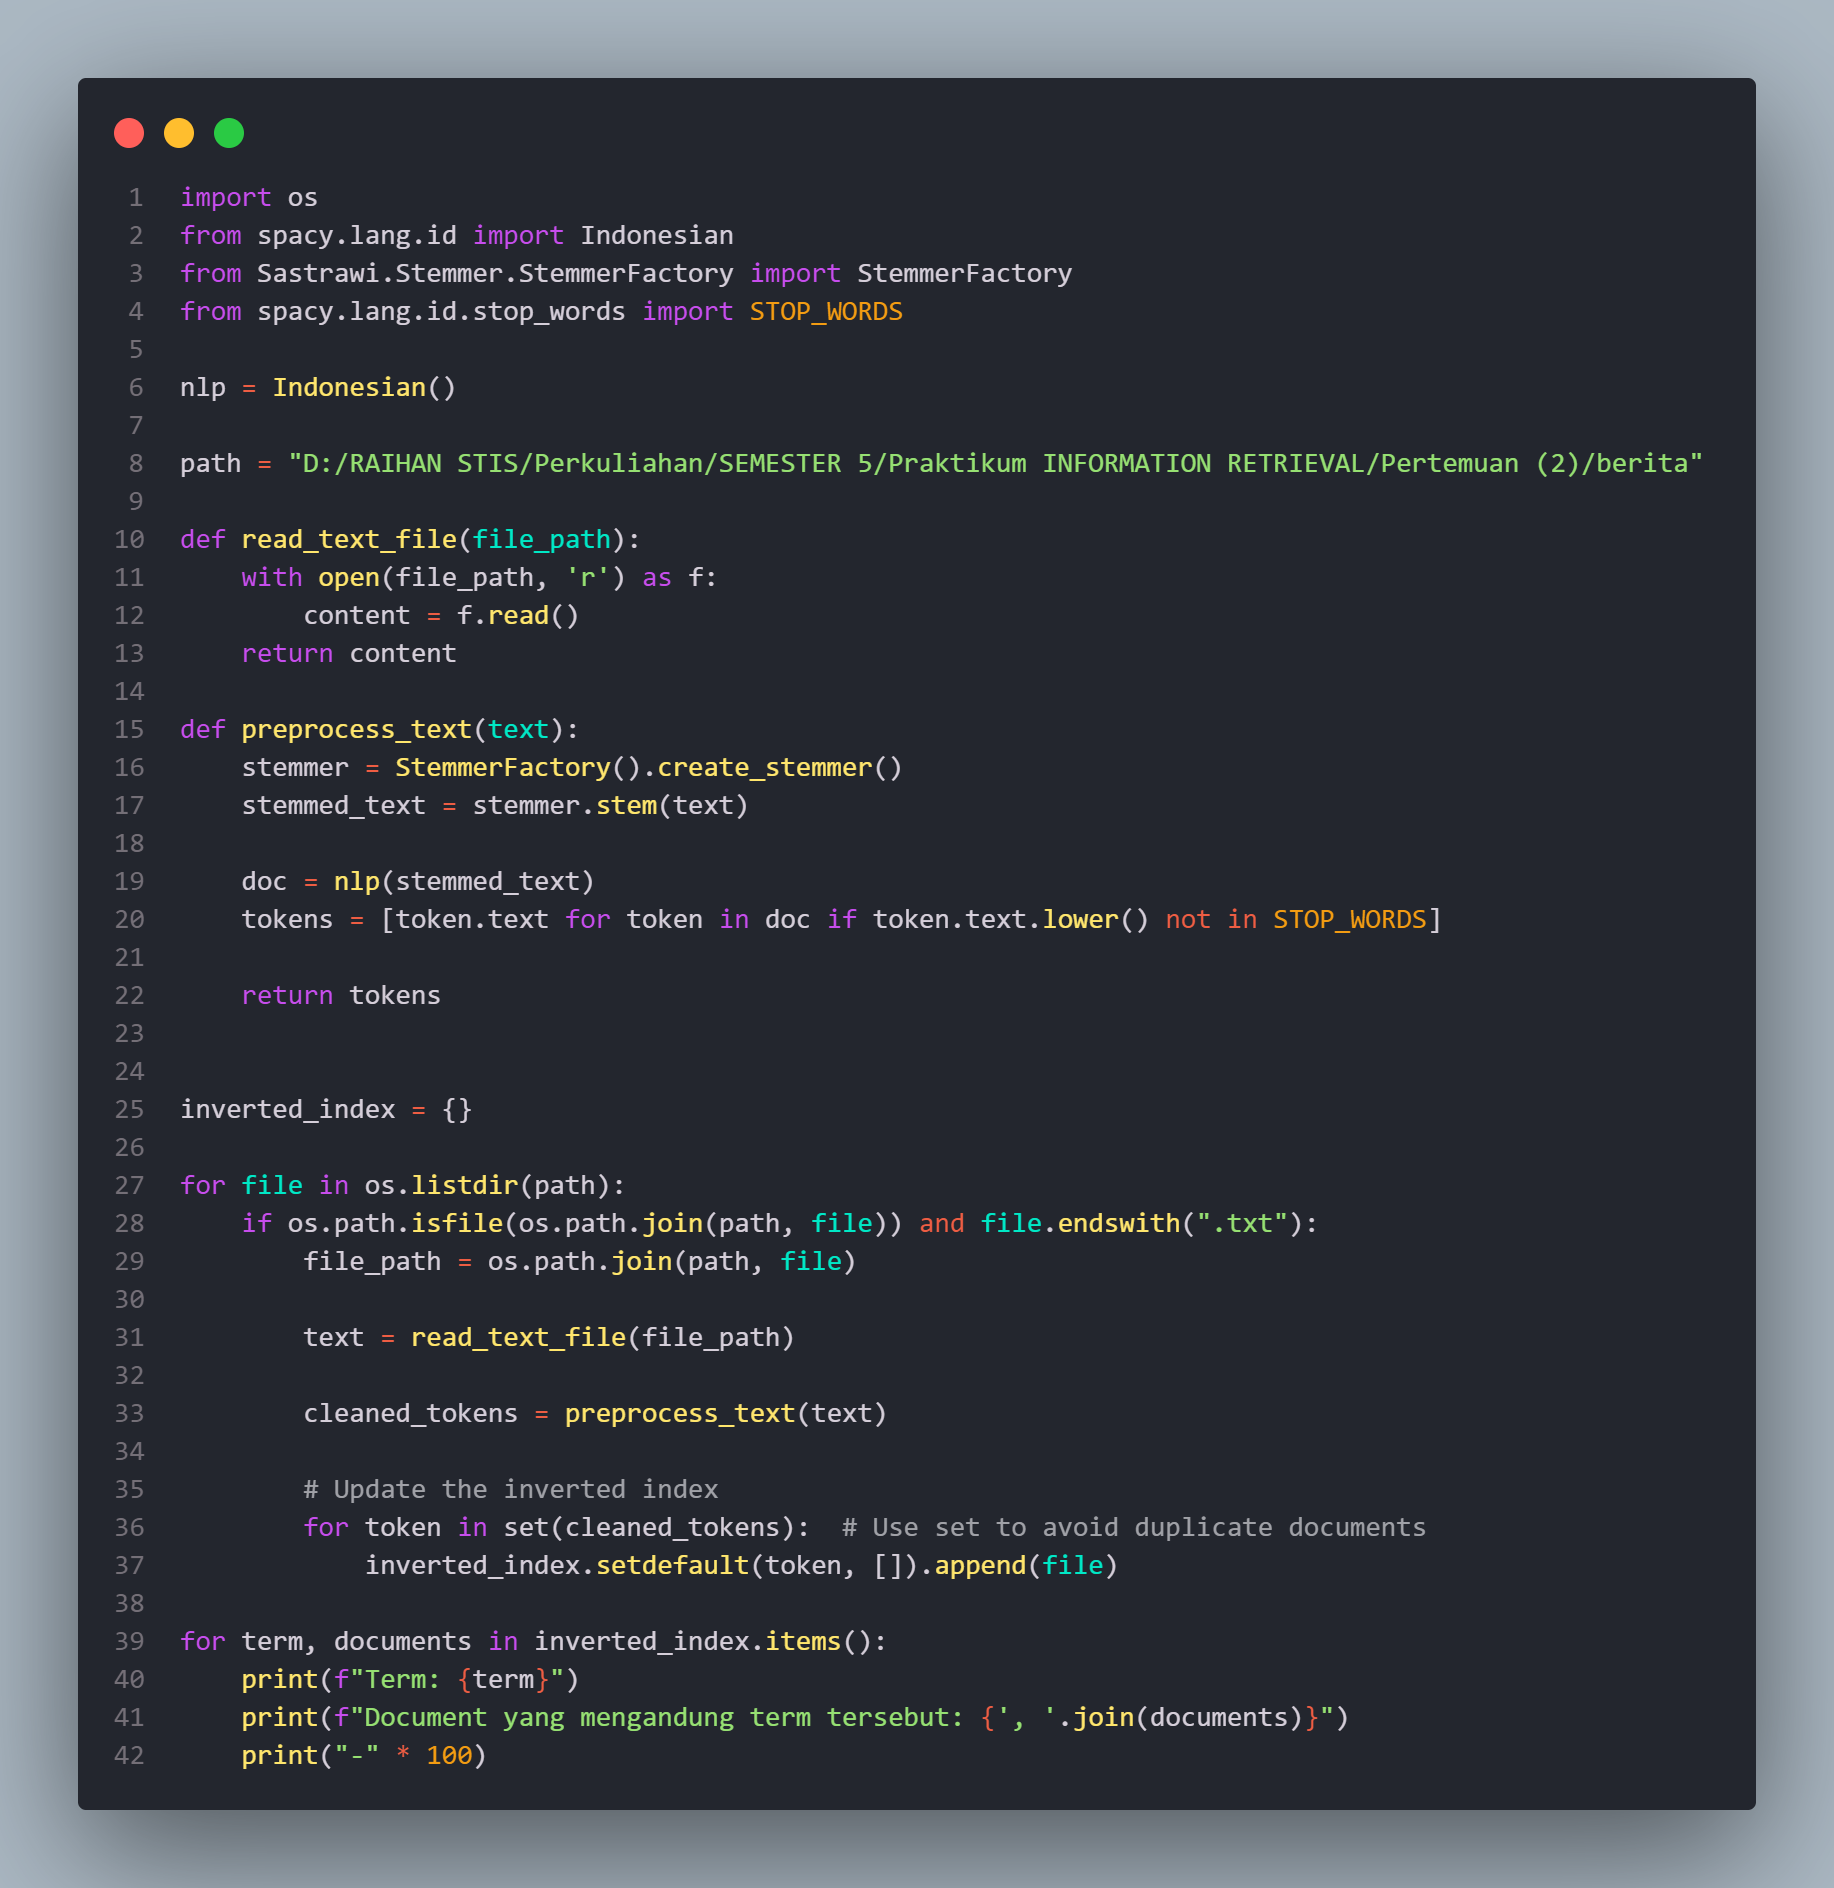 1 import os
2 from spacy.lang.id import Indonesian
3 from Sastrawi.Stemmer.StemmerFactory import StemmerFactory
4 from spacy.lang.id.stop_words import STOP_WORDS
5
6 nlp = Indonesian()
7
8 path = "D:/RAIHAN STIS/Perkuliahan/SEMESTER 5/Praktikum INFORMATION RETRIEVAL/Pertemuan (2)/berita"
9
10 def read_text_file(file_path):
11     with open(file_path, 'r') as f:
12         content = f.read()
13     return content
14
15 def preprocess_text(text):
16     stemmer = StemmerFactory().create_stemmer()
17     stemmed_text = stemmer.stem(text)
18
19     doc = nlp(stemmed_text)
20     tokens = [token.text for token in doc if token.text.lower() not in STOP_WORDS]
21
22     return tokens
23
24
25 inverted_index = {}
26
27 for file in os.listdir(path):
28     if os.path.isfile(os.path.join(path, file)) and file.endswith(".txt"):
29         file_path = os.path.join(path, file)
30
31         text = read_text_file(file_path)
32
33         cleaned_tokens = preprocess_text(text)
34
35         # Update the inverted index
36         for token in set(cleaned_tokens):  # Use set to avoid duplicate documents
37             inverted_index.setdefault(token, []).append(file)
38
39 for term, documents in inverted_index.items():
40     print(f"Term: {term}")
41     print(f"Document yang mengandung term tersebut: {', '.join(documents)}")
42     print("-" * 100)